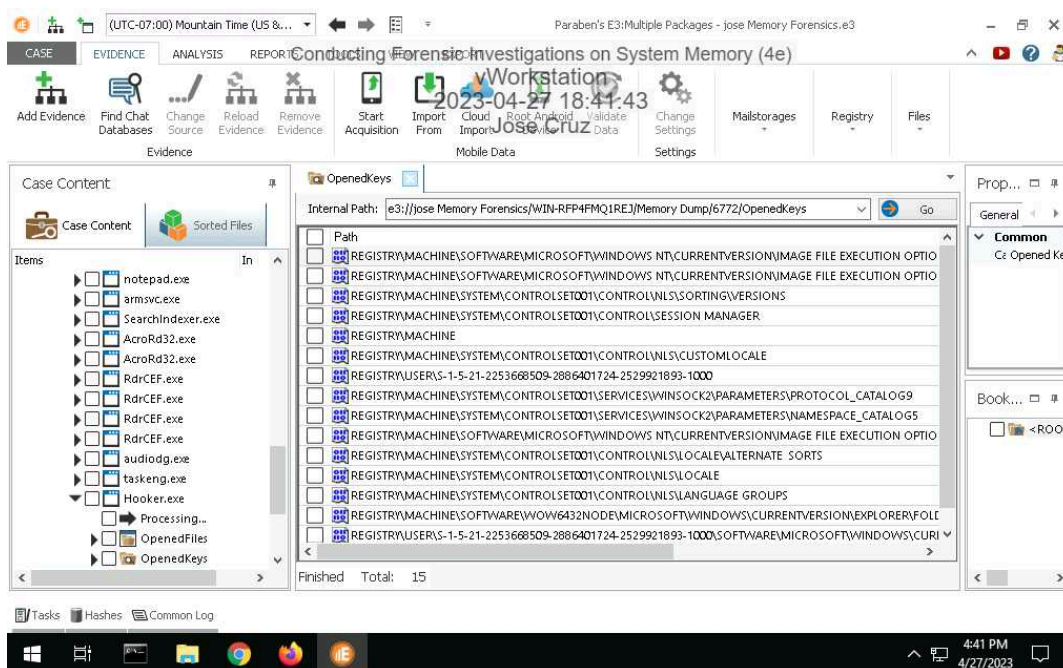 (UTC-07:00) Mountain Time (US &...
Paraben's E3:Multiple Packages - jose Memory Forensics.e3
CASE EVIDENCE ANALYSIS REPORT
Conducting Forensic Investigations on System Memory (4e)
vWorkstation
2023-04-27 18:41:43
Jose Cruz
Add Evidence
Find Chat Databases
Change Source
Reload Evidence
Remove Evidence
Evidence
Start Acquisition
Import From
Cloud Import
Root Android Device
Validate Data
Mobile Data
Change Settings
Settings
Mailstorages
Registry
Files
Case Content
Case Content
Sorted Files
Items In
notepad.exe
armsvc.exe
SearchIndexer.exe
AcroRd32.exe
AcroRd32.exe
RdrCEF.exe
RdrCEF.exe
RdrCEF.exe
RdrCEF.exe
audiodg.exe
taskeng.exe
Hooker.exe
Processing...
OpenedFiles
OpenedKeys
OpenedKeys
Internal Path: e3://jose Memory Forensics/WIN-RFP4FMQ1REJ/Memory Dump/6772/OpenedKeys Go
Path
REGISTRY\MACHINE\SOFTWARE\MICROSOFT\WINDOWS NT\CURRENTVERSION\IMAGE FILE EXECUTION OPTIO
REGISTRY\MACHINE\SOFTWARE\MICROSOFT\WINDOWS NT\CURRENTVERSION\IMAGE FILE EXECUTION OPTIO
REGISTRY\MACHINE\SYSTEM\CONTROLSET001\CONTROL\NLS\SORTING\VERSIONS
REGISTRY\MACHINE\SYSTEM\CONTROLSET001\CONTROL\SESSION MANAGER
REGISTRY\MACHINE
REGISTRY\MACHINE\SYSTEM\CONTROLSET001\CONTROL\NLS\CUSTOMLOCALE
REGISTRY\USER\S-1-5-21-2253668509-2886401724-2529921893-1000
REGISTRY\MACHINE\SYSTEM\CONTROLSET001\SERVICES\WINSOCK2\PARAMETERS\PROTOCOL_CATALOG9
REGISTRY\MACHINE\SYSTEM\CONTROLSET001\SERVICES\WINSOCK2\PARAMETERS\NAMESPACE_CATALOG5
REGISTRY\MACHINE\SOFTWARE\MICROSOFT\WINDOWS NT\CURRENTVERSION\IMAGE FILE EXECUTION OPTIO
REGISTRY\MACHINE\SYSTEM\CONTROLSET001\CONTROL\NLS\LOCALE\ALTERNATE SORTS
REGISTRY\MACHINE\SYSTEM\CONTROLSET001\CONTROL\NLS\LOCALE
REGISTRY\MACHINE\SYSTEM\CONTROLSET001\CONTROL\NLS\LANGUAGE GROUPS
REGISTRY\MACHINE\SOFTWARE\WOW6432NODE\MICROSOFT\WINDOWS\CURRENTVERSION\EXPLORER\FOLD
REGISTRY\USER\S-1-5-21-2253668509-2886401724-2529921893-1000\SOFTWARE\MICROSOFT\WINDOWS\CURR
Finished Total: 15
Prop...
General
Common
Ca Opened Ke
Book...
<ROO
Tasks Hashes Common Log
4:41 PM
4/27/2023